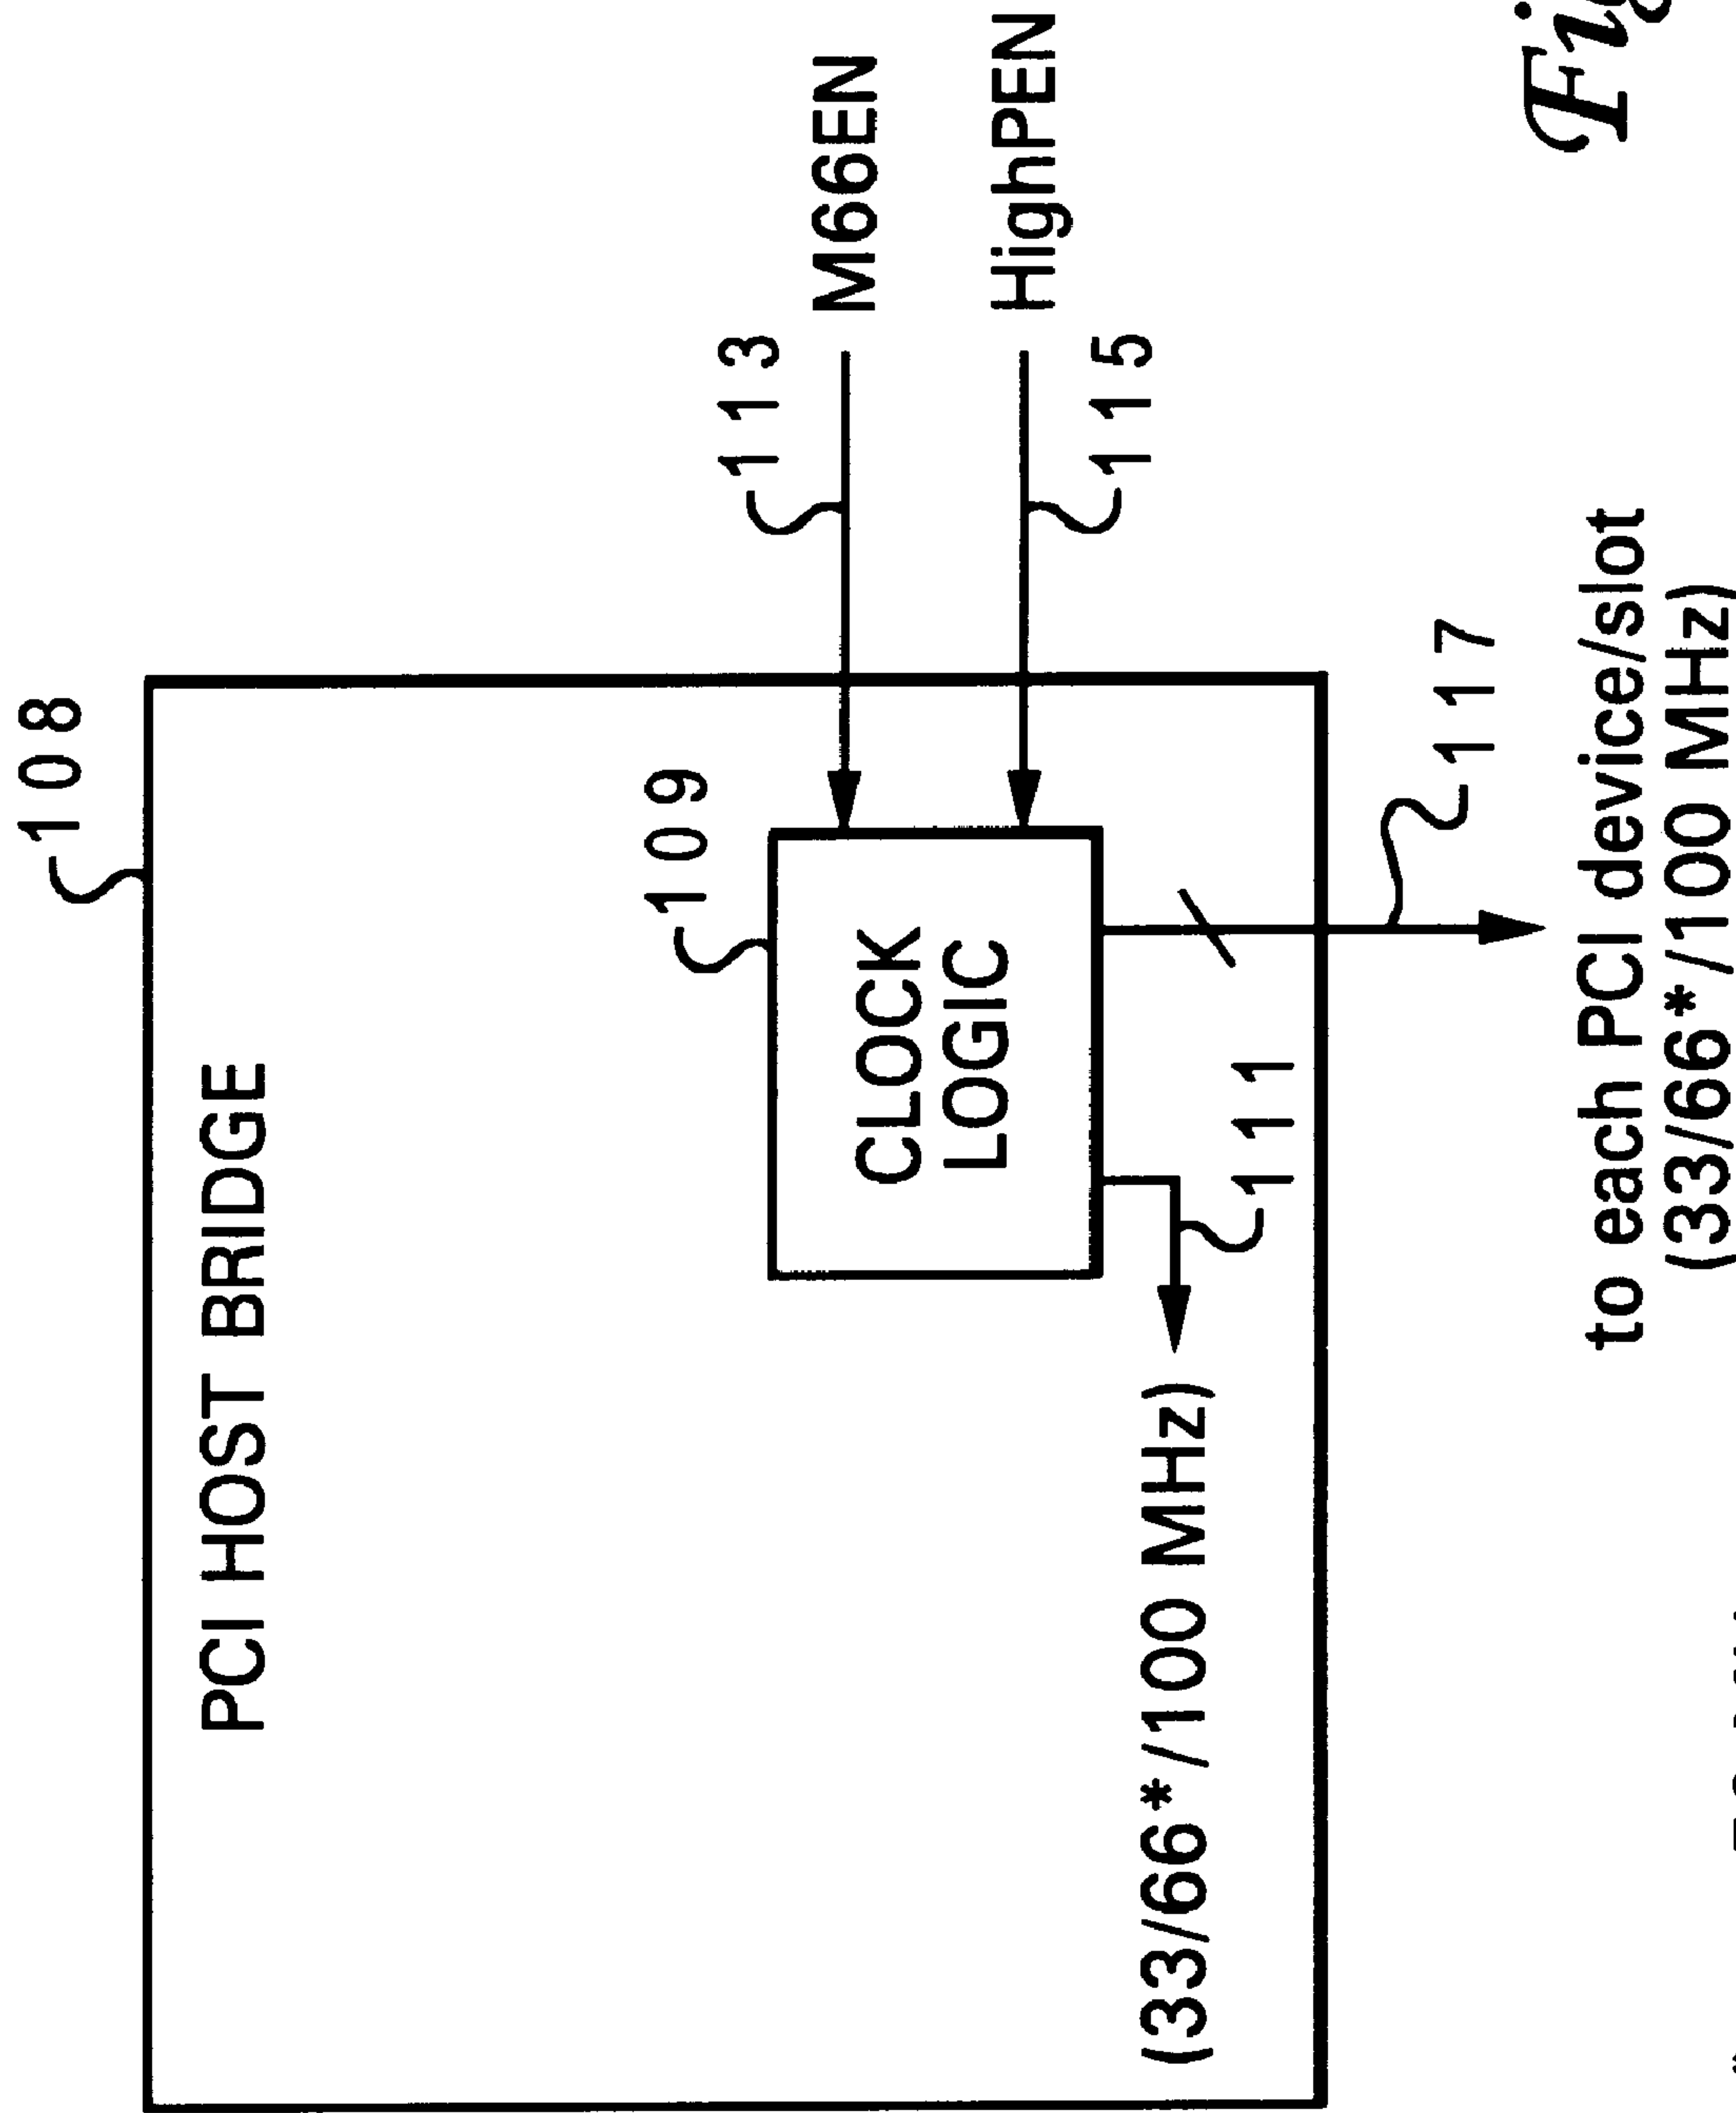 108
PCI HOST BRIDGE
109
CLOCK
LOGIC
113
M66EN
HighPEN
115
(33/66*/100 MHz)
111
117
to each PCI device/slot
(33/66*/100 MHz)